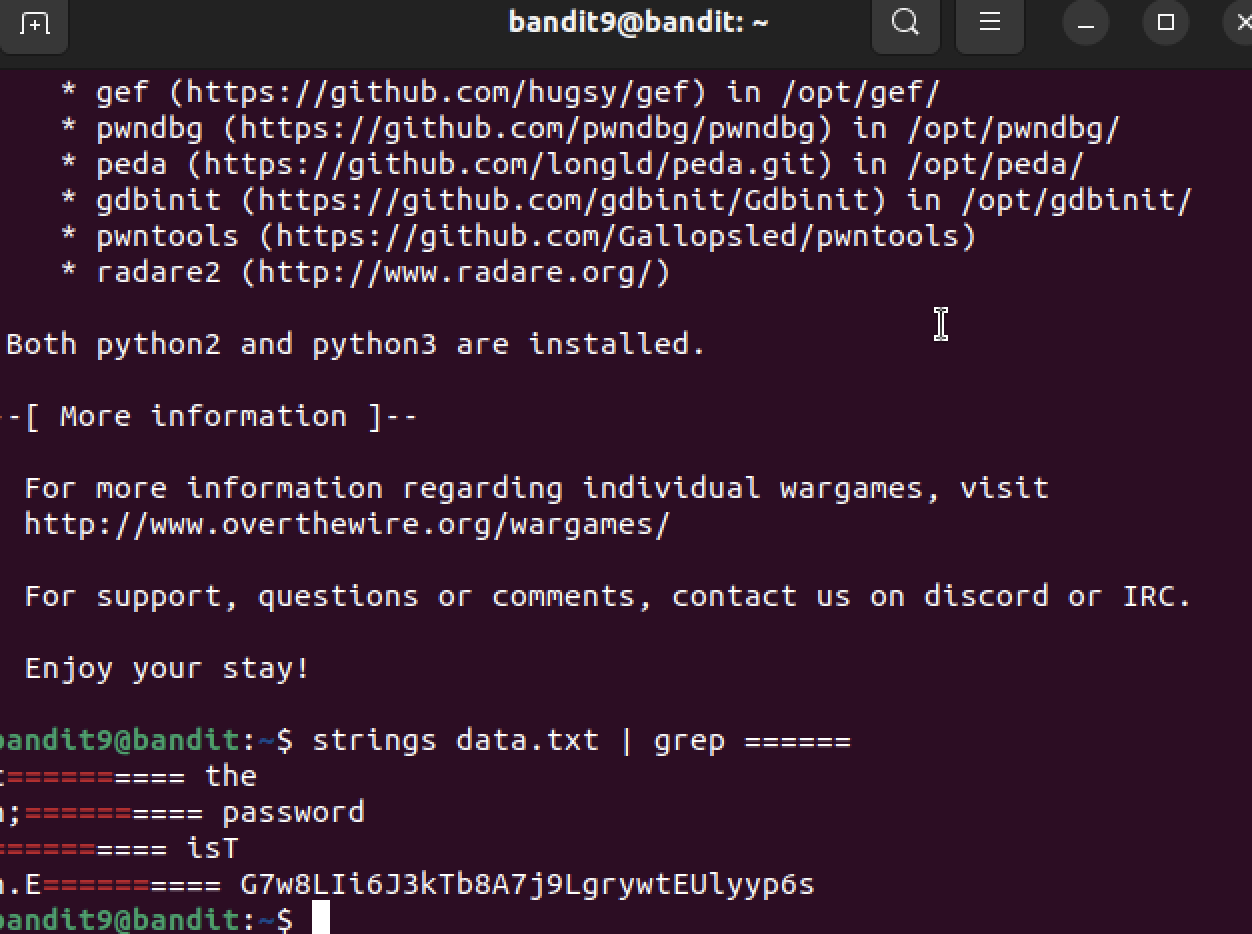 bandit9@bandit: ~
* gef (https://github.com/hugsy/gef) in /opt/gef/
* pwndbg (https://github.com/pwndbg/pwndbg) in /opt/pwndbg/
* peda (https://github.com/longld/peda.git) in /opt/peda/
* gdbinit (https://github.com/gdbinit/Gdbinit) in /opt/gdbinit/
* pwntools (https://github.com/Gallopsled/pwntools)
* radare2 (http://www.radare.org/)
Both python2 and python3 are installed.
--[ More information ]--
For more information regarding individual wargames, visit
http://www.overthewire.org/wargames/
For support, questions or comments, contact us on discord or IRC.
Enjoy your stay!
bandit9@bandit:~$ strings data.txt | grep ======
========== the
;========== password
========== isT
.E========== G7w8LIi6J3kTb8A7j9LgrywtEUlyyp6s
bandit9@bandit:~$